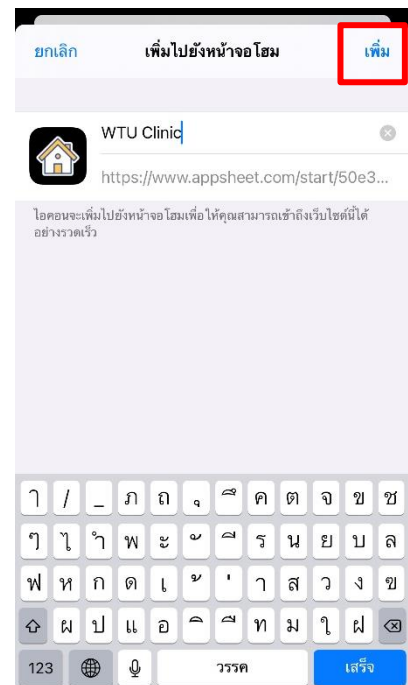 ยกเลิก เพิ่มไปยังหน้าจอโฮม เพิ่ม
WTU Clinic
https://www.appsheet.com/start/50e3...
ไอคอนจะเพิ่มไปยังหน้าจอโฮมเพื่อให้คุณสามารถเข้าถึงเว็บไซต์นี้ได้
อย่างรวดเร็ว
ๅ / _ ภ ถ ุ ึ ค ต จ ข ช
ๆ ไ ำ พ ะ ั ี ร น ย บ ล
ฟ ห ก ด เ ้ ่ า ส ว ง ฃ
ผ ป แ อ ิ ื ท ม ใ ฝ
123 วรรค เสร็จ